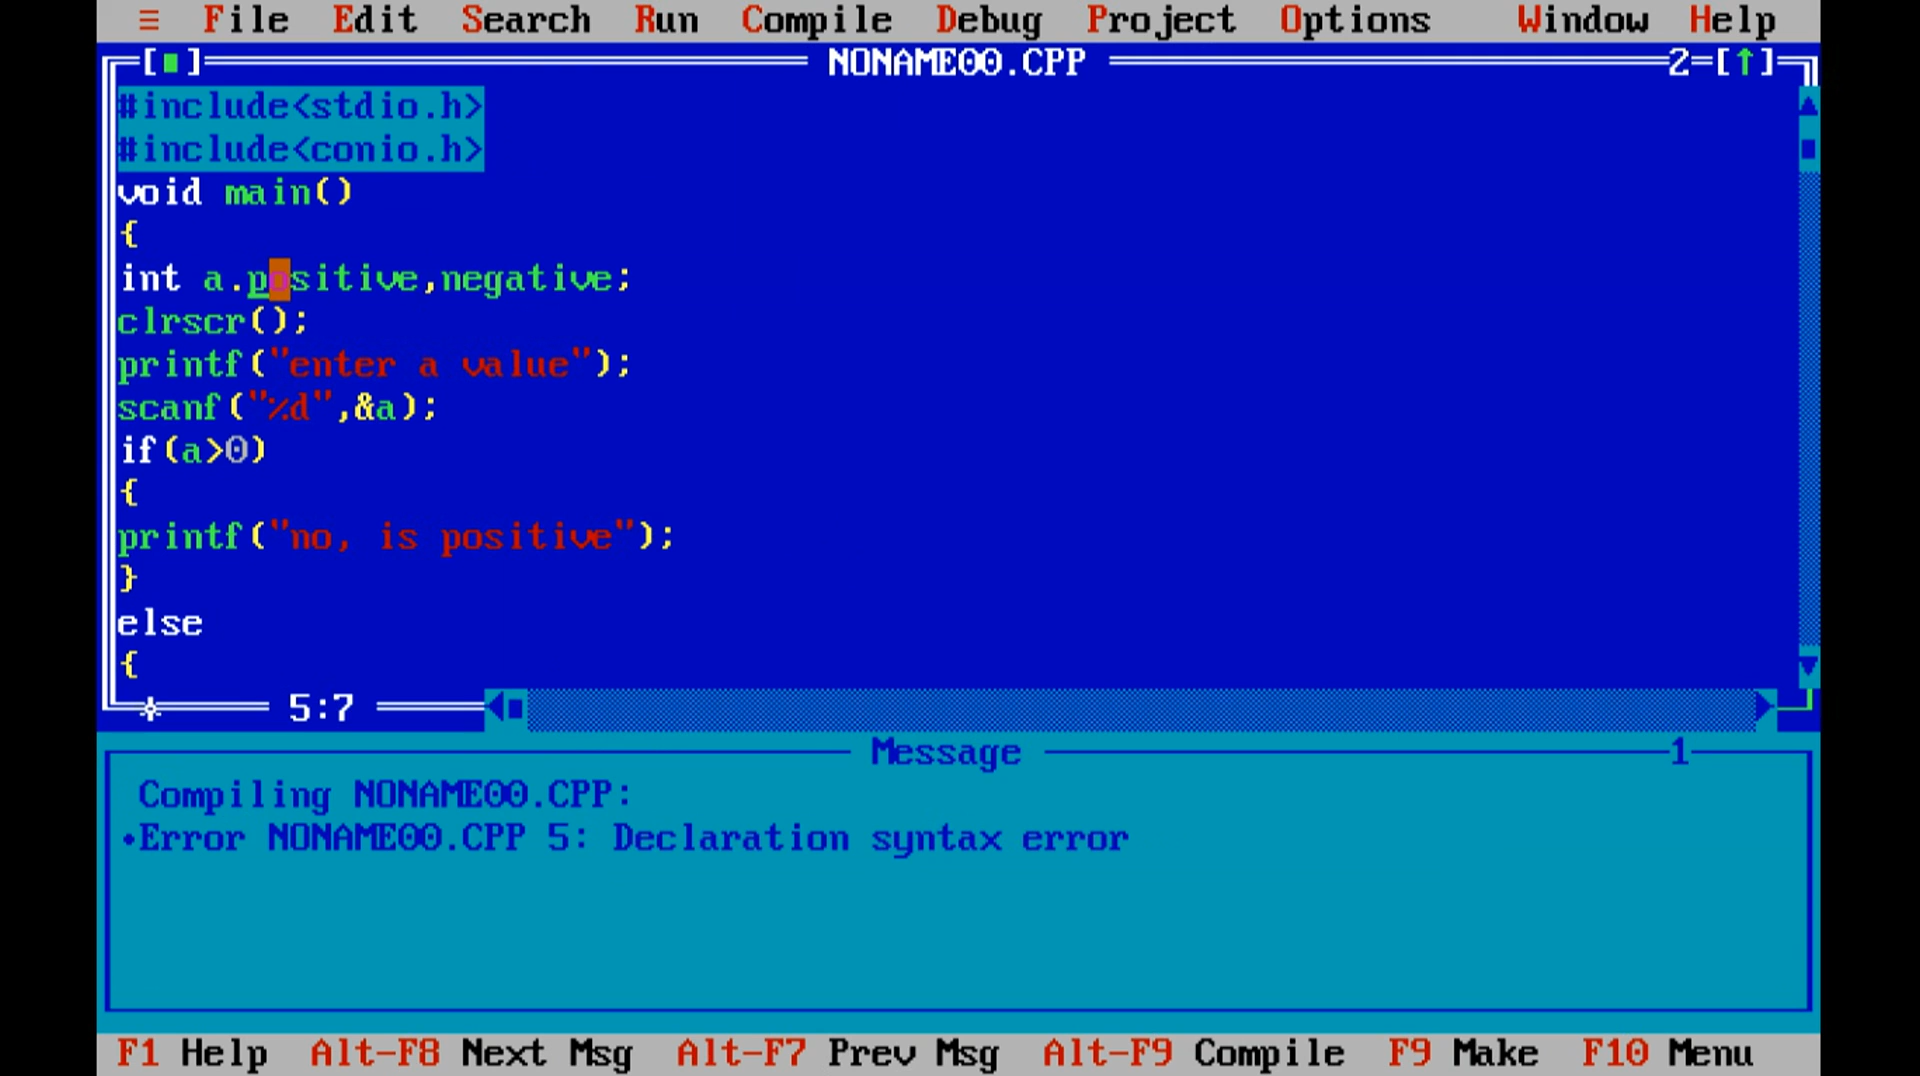 ≡ File Edit Search Run Compile Debug Project Options Window Help
[■] NONAME00.CPP 2=[↑]
#include<stdio.h>
#include<conio.h>
void main()
{
int a.positive,negative;
clrscr();
printf("enter a value");
scanf("%d",&a);
if(a>0)
{
printf("no, is positive");
}
else
{
5:7
Message 1
Compiling NONAME00.CPP:
•Error NONAME00.CPP 5: Declaration syntax error
F1 Help Alt-F8 Next Msg Alt-F7 Prev Msg Alt-F9 Compile F9 Make F10 Menu